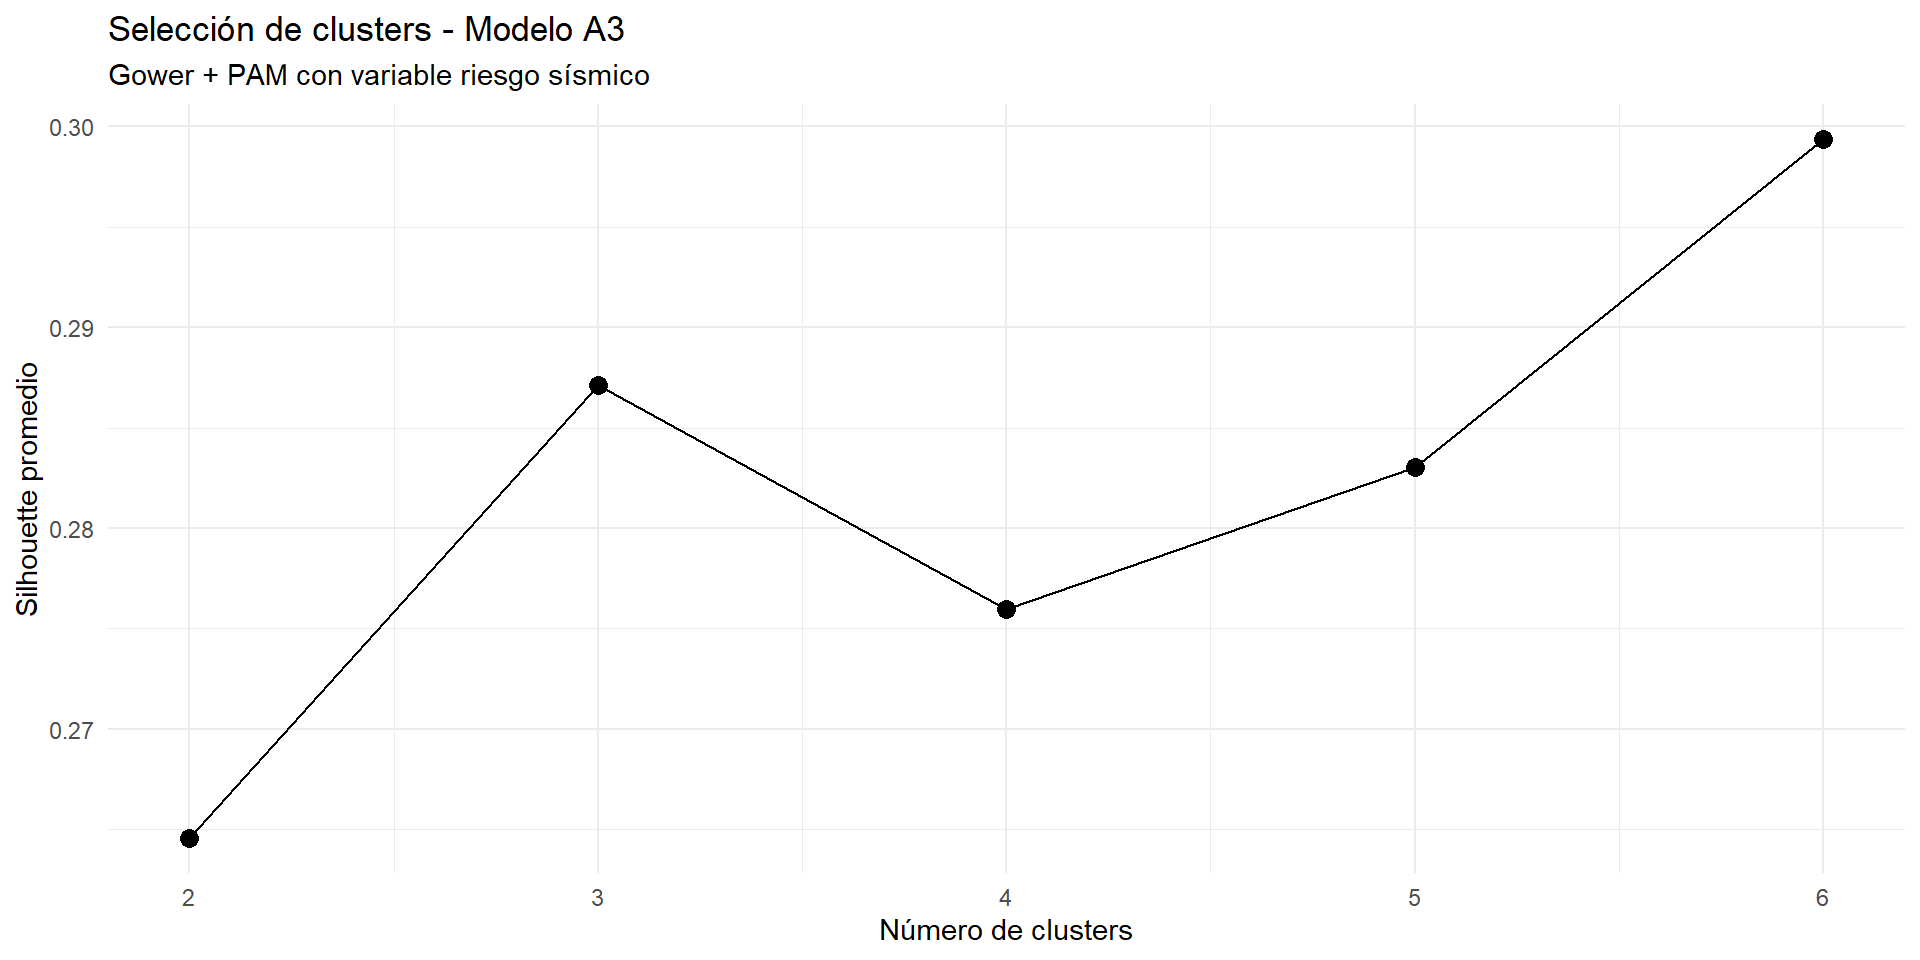 Selección de clusters - Modelo A3
Gower + PAM con variable riesgo sísmico
0.30
0.29
0.28
0.27
Silhouette promedio
2 3 4 5 6
Número de clusters